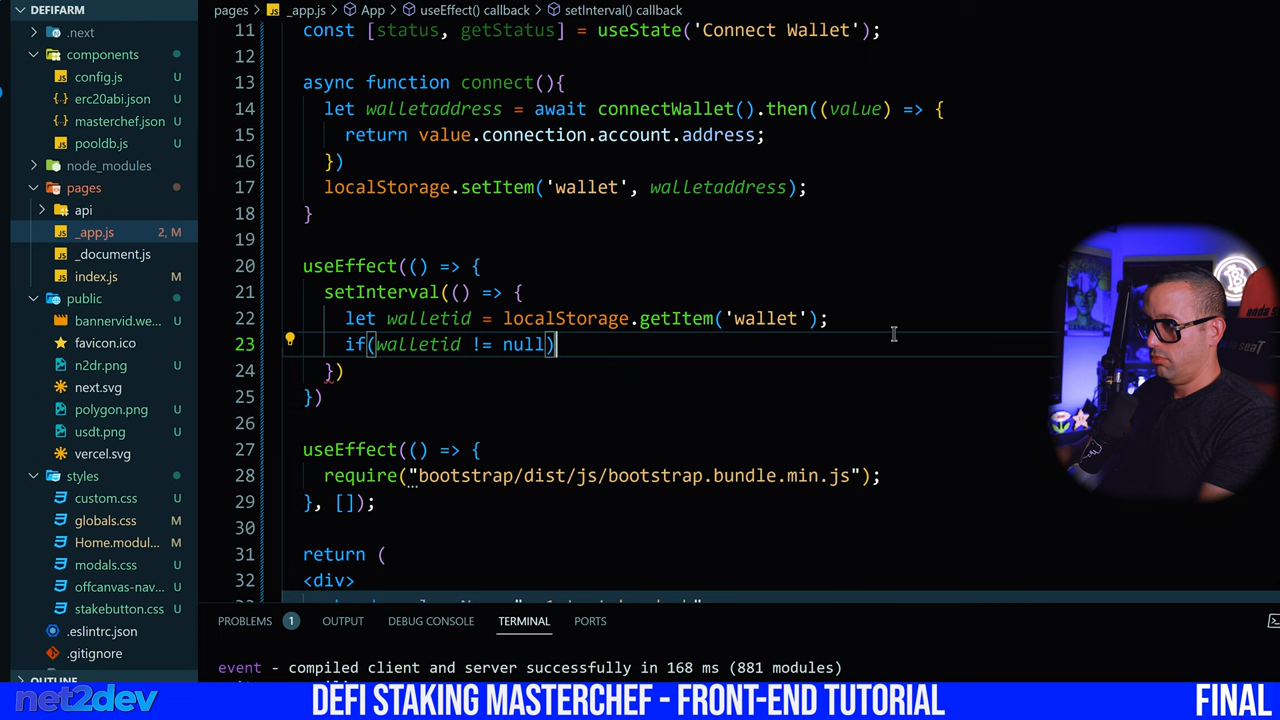 DEFIFARM
.next
components
config.js U
erc20abi.json U
masterchef.json U
pooldb.js U
node_modules
pages
api
_app.js 2, M
_document.js
index.js M
public
bannervid.we... U
favicon.ico
n2dr.png U
next.svg
polygon.png U
usdt.png U
vercel.svg
styles
custom.css U
globals.css M
Home.modul... M
modals.css U
offcanvas-nav... U
stakebutton.css U
.eslintrc.json
.gitignore
OUTLINE
pages > _app.js > App > useEffect() callback > setInterval() callback
11 const [status, getStatus] = useState('Connect Wallet');
12
13 async function connect(){
14 let walletaddress = await connectWallet().then((value) => {
15 return value.connection.account.address;
16 })
17 localStorage.setItem('wallet', walletaddress);
18 }
19
20 useEffect(() => {
21 setInterval(() => {
22 let walletid = localStorage.getItem('wallet');
23 if(walletid != null)
24 })
25 })
26
27 useEffect(() => {
28 require("bootstrap/dist/js/bootstrap.bundle.min.js");
29 }, []);
30
31 return (
32 <div>
PROBLEMS 1 OUTPUT DEBUG CONSOLE TERMINAL PORTS
event - compiled client and server successfully in 168 ms (881 modules)
net2dev DEFI STAKING MASTERCHEF - FRONT-END TUTORIAL FINAL